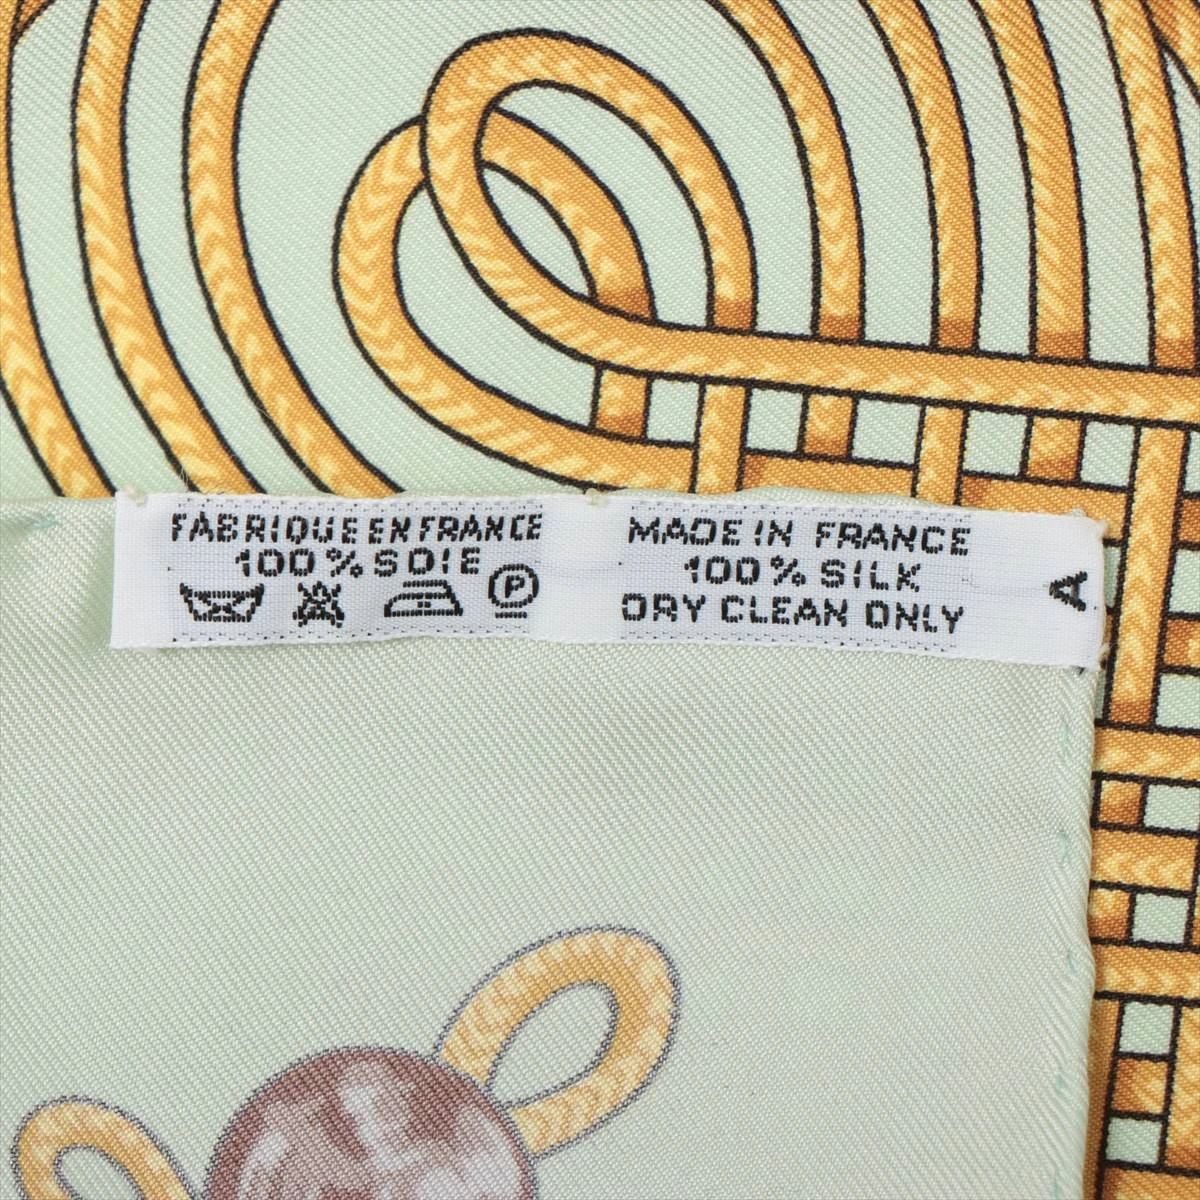 FABRIQUE EN FRANCE
100% SOIE
P
MADE IN FRANCE
100% SILK
DRY CLEAN ONLY
A